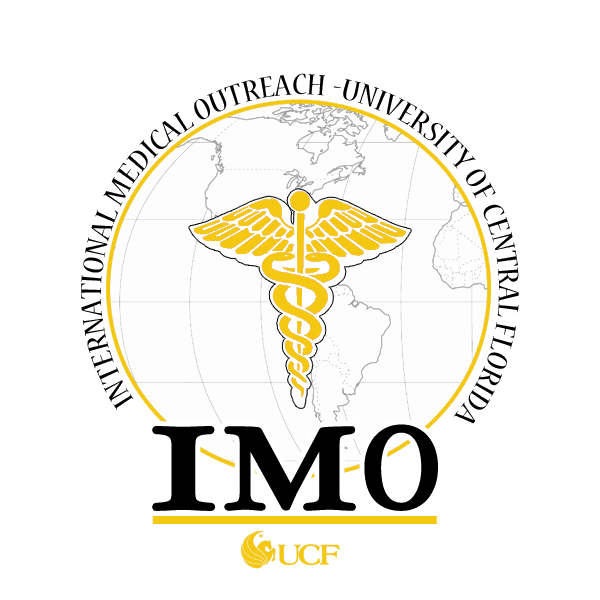 INTERNATIONAL MEDICAL OUTREACH -UNIVERSITY OF CENTRAL FLORIDA
IMO
UCF